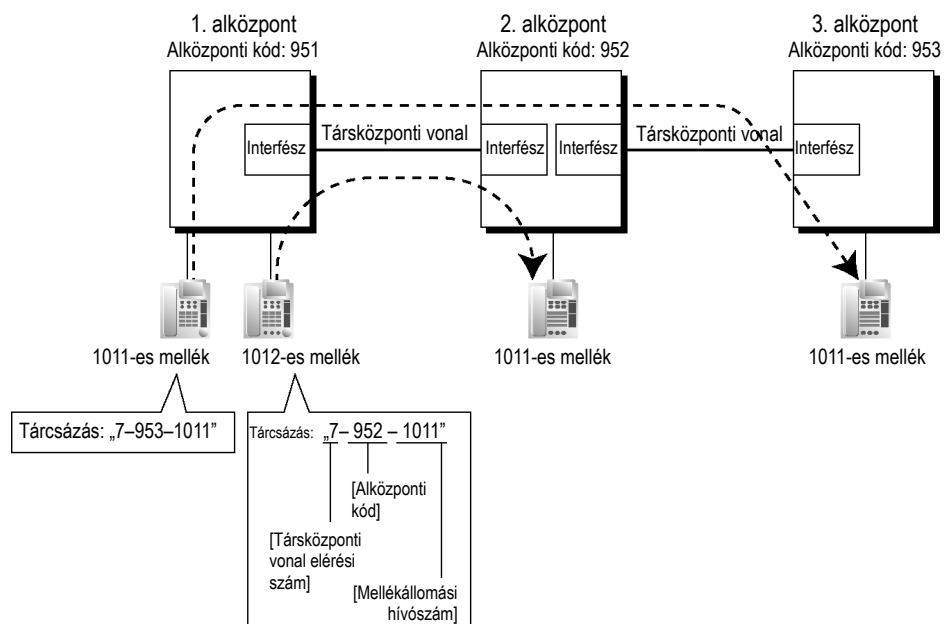 1. alközpont
Alközponti kód: 951
2. alközpont
Alközponti kód: 952
3. alközpont
Alközponti kód: 953
Interfész
Társközponti vonal
Interfész
Interfész
Társközponti vonal
Interfész
1011-es mellék
1012-es mellék
1011-es mellék
1011-es mellék
Tárcsázás: „7–953–1011”
Tárcsázás: „7– 952 – 1011”
[Alközponti
kód]
[Társközponti
vonal elérési
szám]
[Mellékállomási
hívószám]